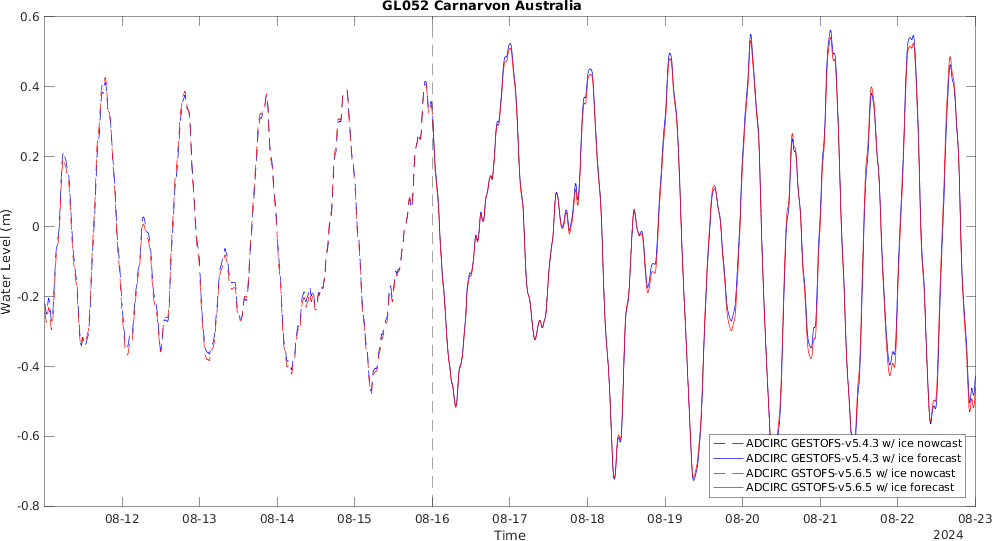 GL052 Carnarvon Australia
Water Level (m)
0.6
0.4
0.2
0
-0.2
-0.4
-0.6
-0.8
ADCIRC GESTOFS-v5.4.3 w/ ice nowcast
ADCIRC GESTOFS-v5.4.3 w/ ice forecast
ADCIRC GSTOFS-v5.6.5 w/ ice nowcast
ADCIRC GSTOFS-v5.6.5 w/ ice forecast
08-12 08-13 08-14 08-15 08-16 08-17 08-18 08-19 08-20 08-21 08-22 08-23
Time
2024